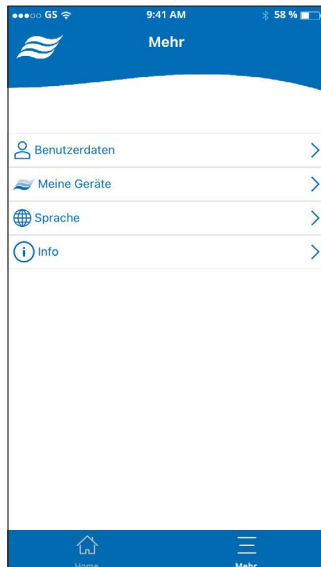 GS 9:41 AM 58 %
Mehr
Benutzerdaten
Meine Geräte
Sprache
Info
Home Mehr